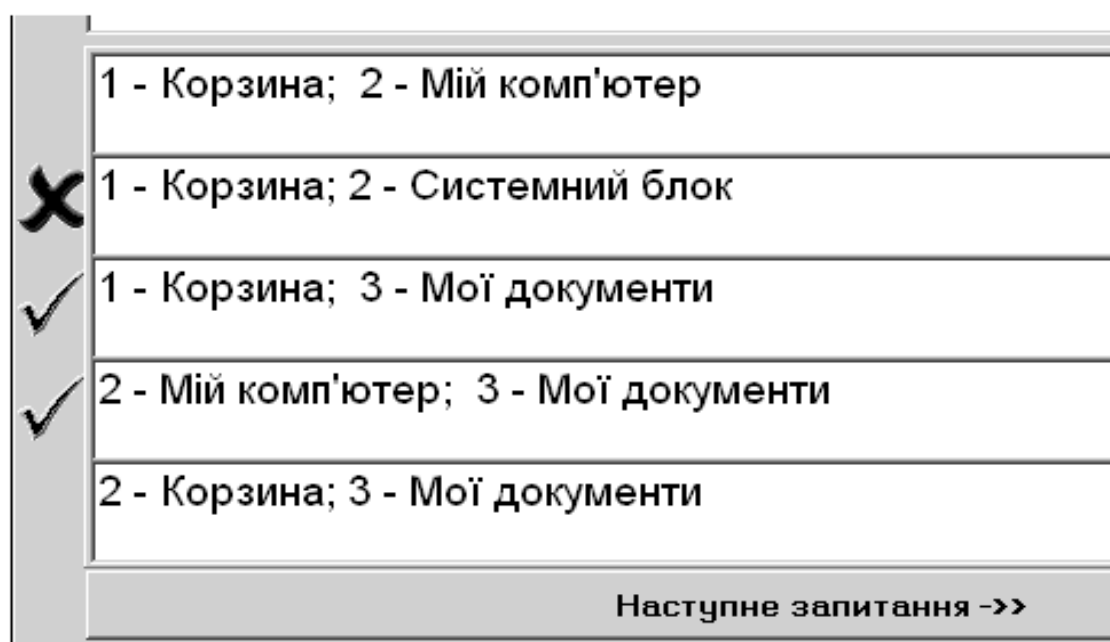 1 - Корзина;  2 - Мій комп'ютер
1 - Корзина; 2 - Системний блок
1 - Корзина;  3 - Мої документи
2 - Мій комп'ютер;  3 - Мої документи
2 - Корзина; 3 - Мої документи
Наступне запитання ->>